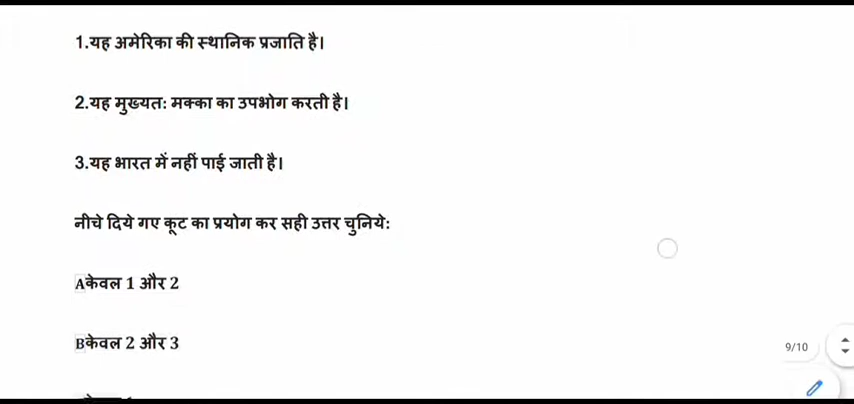 1.यह अमेरिका की स्थानिक प्रजाति है।
2.यह मुख्यत: मक्का का उपभोग करती है।
3.यह भारत में नहीं पाई जाती है।
नीचे दिये गए कूट का प्रयोग कर सही उत्तर चुनिये:
Aकेवल 1 और 2
Bकेवल 2 और 3
9/10